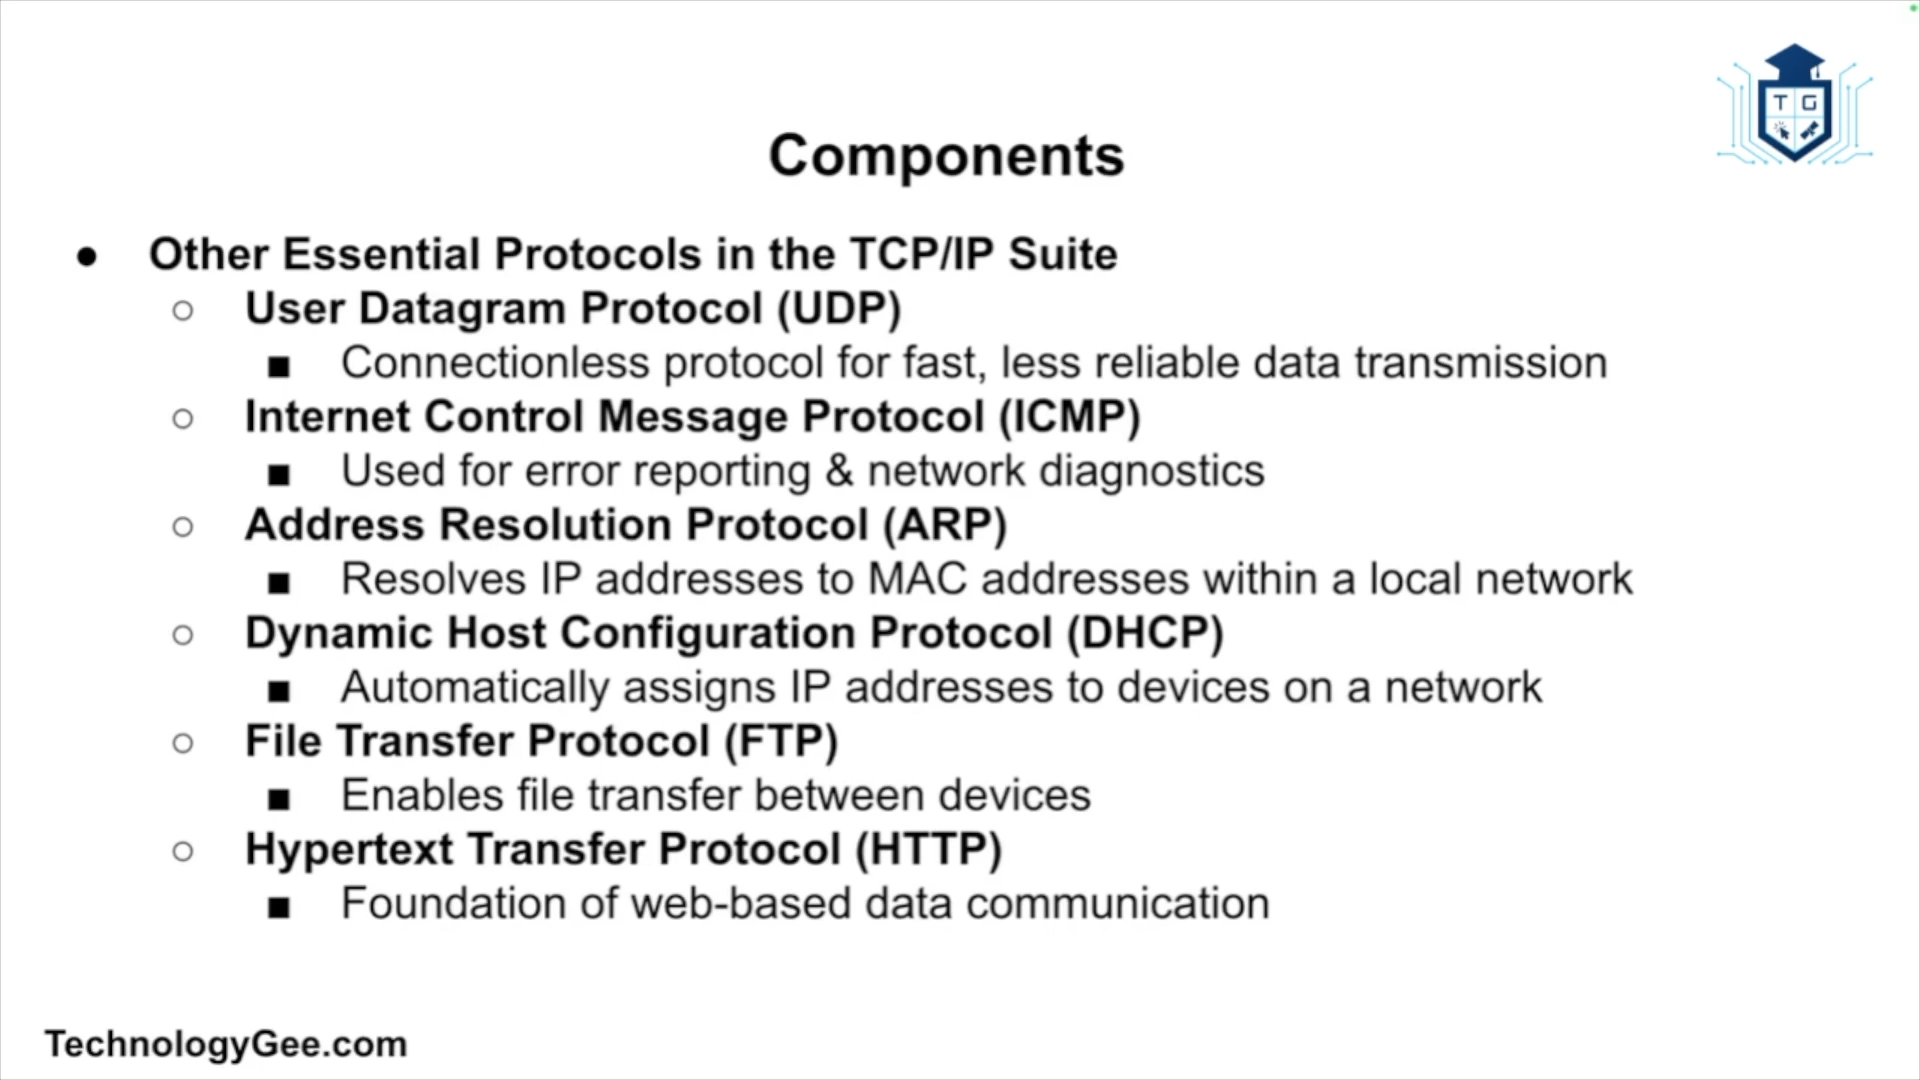 T G
Components
● Other Essential Protocols in the TCP/IP Suite
○ User Datagram Protocol (UDP)
■ Connectionless protocol for fast, less reliable data transmission
○ Internet Control Message Protocol (ICMP)
■ Used for error reporting & network diagnostics
○ Address Resolution Protocol (ARP)
■ Resolves IP addresses to MAC addresses within a local network
○ Dynamic Host Configuration Protocol (DHCP)
■ Automatically assigns IP addresses to devices on a network
○ File Transfer Protocol (FTP)
■ Enables file transfer between devices
○ Hypertext Transfer Protocol (HTTP)
■ Foundation of web-based data communication
TechnologyGee.com